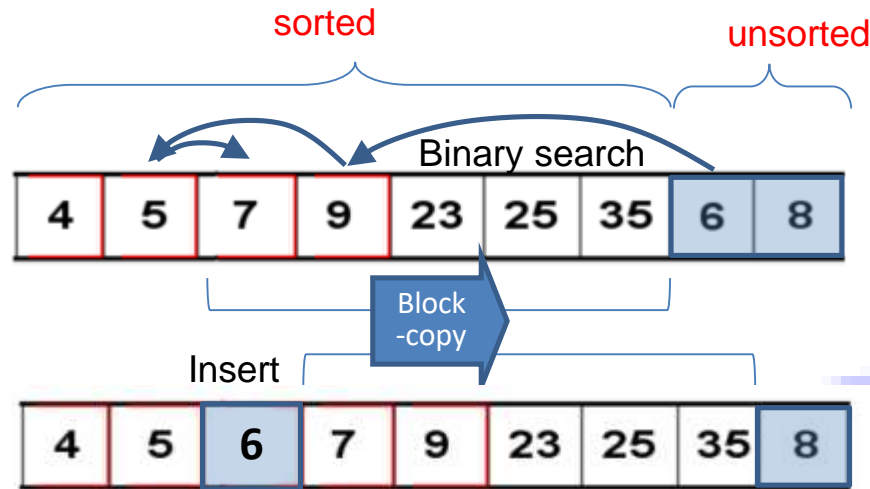 sorted
unsorted
Binary search
4 5 7 9 23 25 35 6 8
Block
-copy
Insert
4 5 6 7 9 23 25 35 8